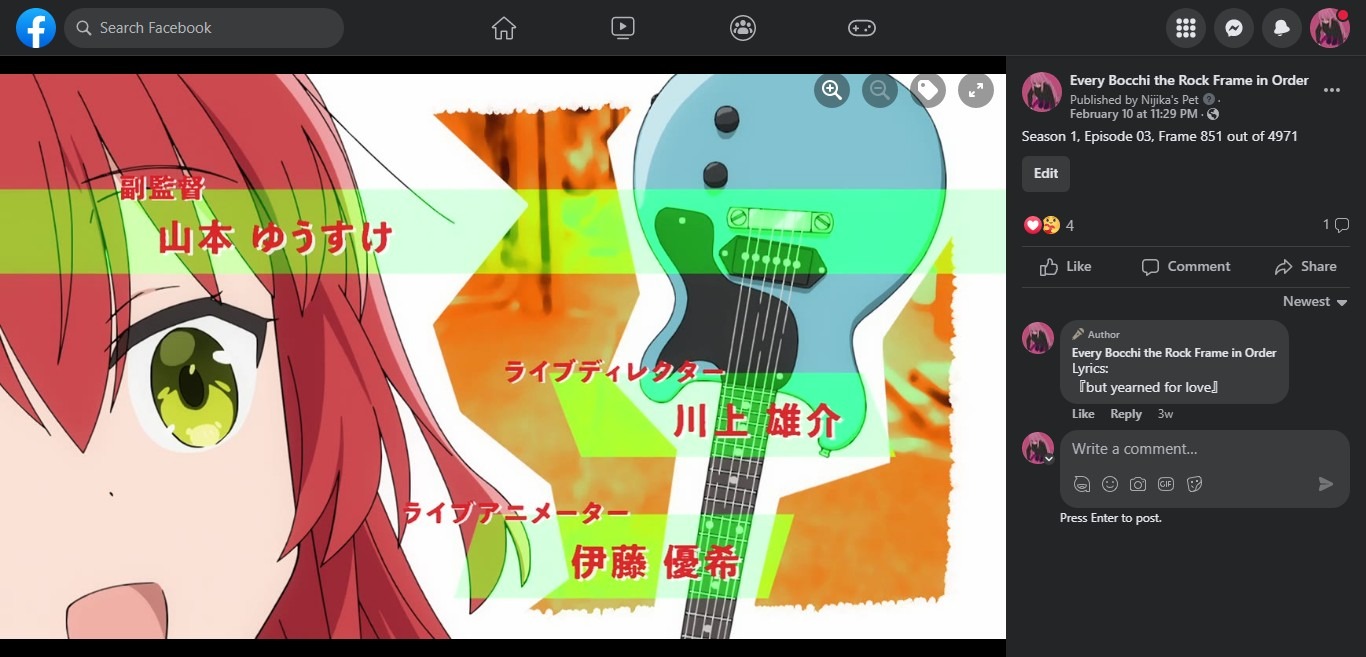 Search Facebook
副監督
山本 ゆうすけ
ライブディレクター
川上 雄介
ライブアニメーター
伊藤 優希
Every Bocchi the Rock Frame in Order
Published by Nijika's Pet ·
February 10 at 11:29 PM ·
Season 1, Episode 03, Frame 851 out of 4971
Edit
4
1
Like Comment Share
Newest
Author
Every Bocchi the Rock Frame in Order
Lyrics:
『but yearned for love』
Like Reply 3w
Write a comment...
GIF
Press Enter to post.